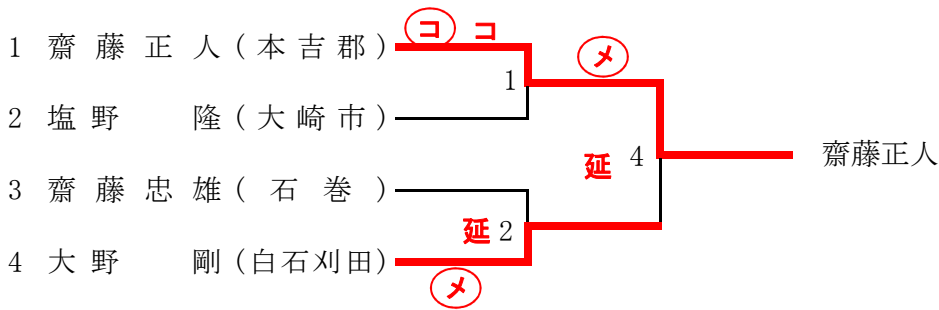 コ コ
1 齋藤正人(本吉郡)
メ
1
2 塩野 隆(大崎市)
延 4 齋藤正人
3 齋藤忠雄(石巻)
延 2
4 大野 剛(白石刈田)
メ